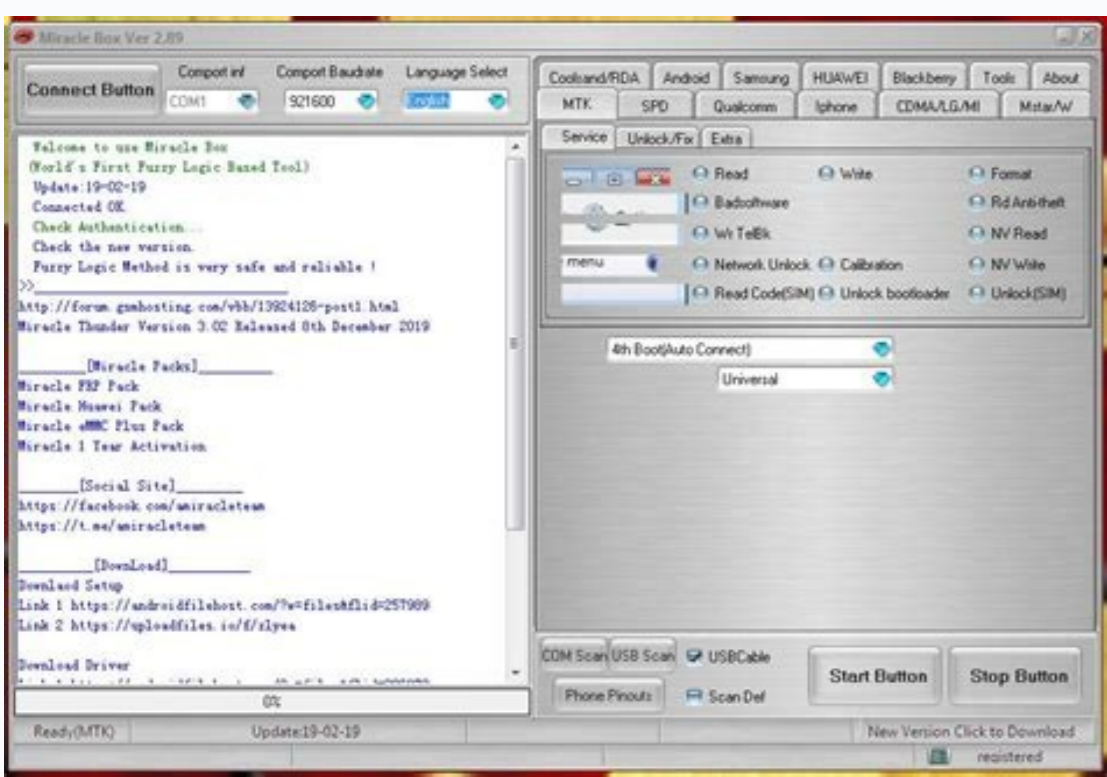 Miracle Box Ver 2.89
Connect Button
Comport inf
Comport Baudrate
Language Select
COM1
921600
English
Welcome to use Miracle Box
(World's First Fuzzy Logic Based Tool)
Update:19-02-19
Connected OK.
Check Authentication...
Check the new version.
Fuzzy Logic Method is very safe and reliable !
>>
http://forum.gsmhosting.com/vbb/13924126-post1.html
Miracle Thunder Version 3.02 Released 8th December 2019
[Miracle Packs]
Miracle FRP Pack
Miracle Huawei Pack
Miracle eMMC Plus Pack
Miracle 1 Year Activation
[Social Site]
https://facebook.com/amiracleteam
https://t.me/amiracleteam
[DownLoad]
Downlaod Setup
Link 1 https://androidfilehost.com/?w=files&flid=257989
Link 2 https://uploadfiles.io/f/
Download Driver
0%
Coolsand/RDA
Android
Samsung
HUAWEI
Blackberry
Tools
About
MTK
SPD
Qualcomm
Iphone
CDMA/LG/MI
Mstar/W
Service
Unlock/Fix
Extra
Read
Write
Format
Badsoftware
Rd Anti-theft
Wr TelBk
NV Read
menu
Network Unlock
Calibration
NV Write
Read Code(SIM)
Unlock bootloader
Unlock(SIM)
4th Boot(Auto Connect)
Universal
COM Scan
USB Scan
USBCable
Start Button
Stop Button
Phone Pinouts
Scan Def
Ready(MTK)
Update:19-02-19
New Version Click to Download
registered